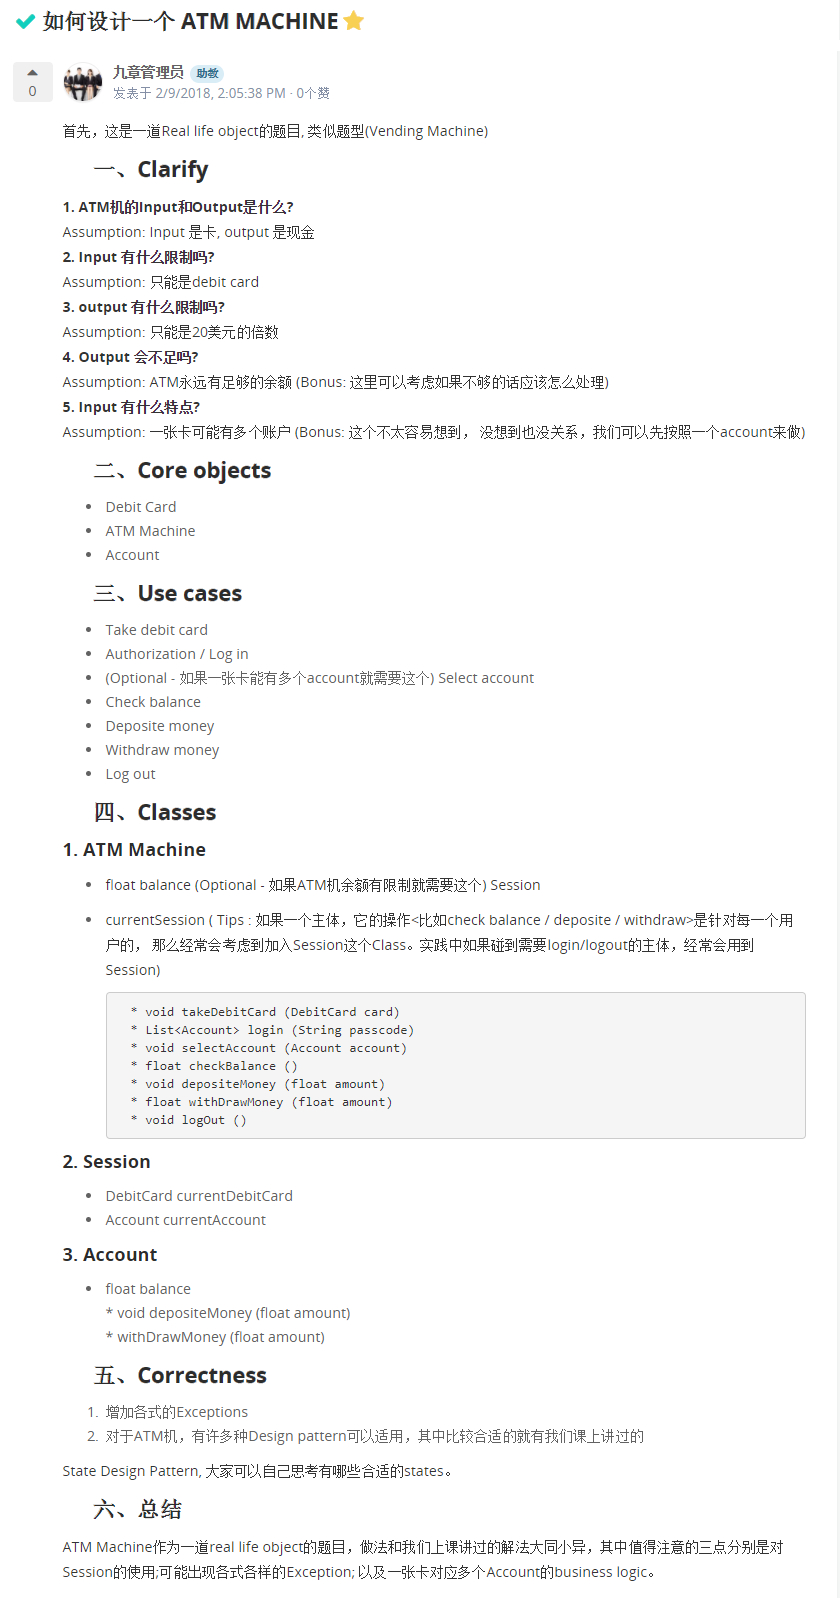 如何设计一个 ATM MACHINE
0
九章管理员 助教
发表于 2/9/2018, 2:05:38 PM · 0个赞
首先，这是一道Real life object的题目, 类似题型(Vending Machine)
一、Clarify
1. ATM机的Input和Output是什么?
Assumption: Input 是卡, output 是现金
2. Input 有什么限制吗?
Assumption: 只能是debit card
3. output 有什么限制吗?
Assumption: 只能是20美元的倍数
4. Output 会不足吗?
Assumption: ATM永远有足够的余额 (Bonus: 这里可以考虑如果不够的话应该怎么处理)
5. Input 有什么特点?
Assumption: 一张卡可能有多个账户 (Bonus: 这个不太容易想到， 没想到也没关系，我们可以先按照一个account来做)
二、Core objects
• Debit Card
• ATM Machine
• Account
三、Use cases
• Take debit card
• Authorization / Log in
• (Optional - 如果一张卡能有多个account就需要这个) Select account
• Check balance
• Deposite money
• Withdraw money
• Log out
四、Classes
1. ATM Machine
• float balance (Optional - 如果ATM机余额有限制就需要这个) Session
• currentSession ( Tips : 如果一个主体，它的操作<比如check balance / deposite / withdraw>是针对每一个用
户的， 那么经常会考虑到加入Session这个Class。实践中如果碰到需要login/logout的主体，经常会用到
Session)
* void takeDebitCard (DebitCard card)
* List<Account> login (String passcode)
* void selectAccount (Account account)
* float checkBalance ()
* void depositeMoney (float amount)
* float withDrawMoney (float amount)
* void logOut ()
2. Session
• DebitCard currentDebitCard
• Account currentAccount
3. Account
• float balance
* void depositeMoney (float amount)
* withDrawMoney (float amount)
五、Correctness
1. 增加各式的Exceptions
2. 对于ATM机，有许多种Design pattern可以适用，其中比较合适的就有我们课上讲过的
State Design Pattern, 大家可以自己思考有哪些合适的states。
六、总结
ATM Machine作为一道real life object的题目，做法和我们上课讲过的解法大同小异，其中值得注意的三点分别是对
Session的使用;可能出现各式各样的Exception; 以及一张卡对应多个Account的business logic。